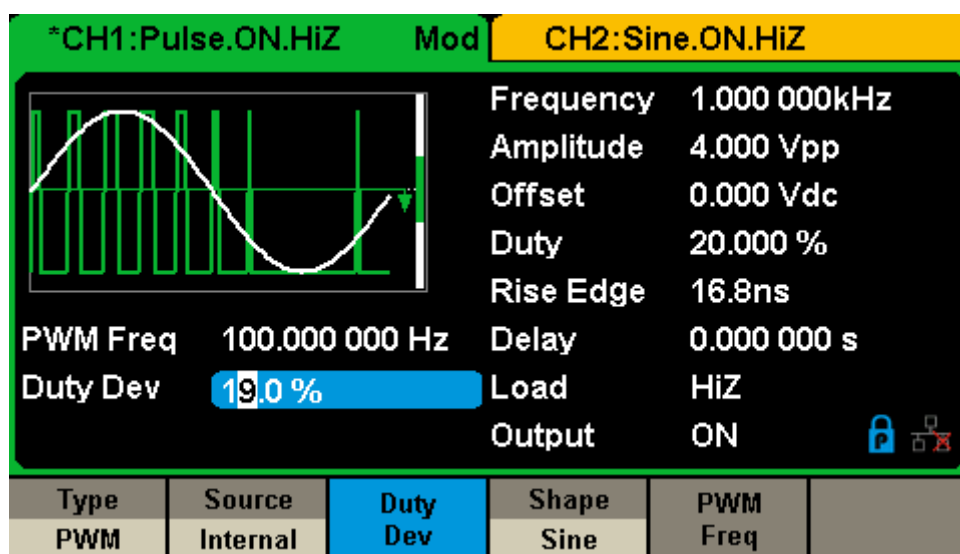 *CH1:Pulse.ON.HiZ Mod CH2:Sine.ON.HiZ
Frequency 1.000 000kHz
Amplitude 4.000 Vpp
Offset 0.000 Vdc
Duty 20.000 %
Rise Edge 16.8ns
PWM Freq 100.000 000 Hz Delay 0.000 000 s
Duty Dev 19.0 % Load HiZ
Output ON P
Type Source Duty Dev Shape PWM Freq
PWM Internal Sine